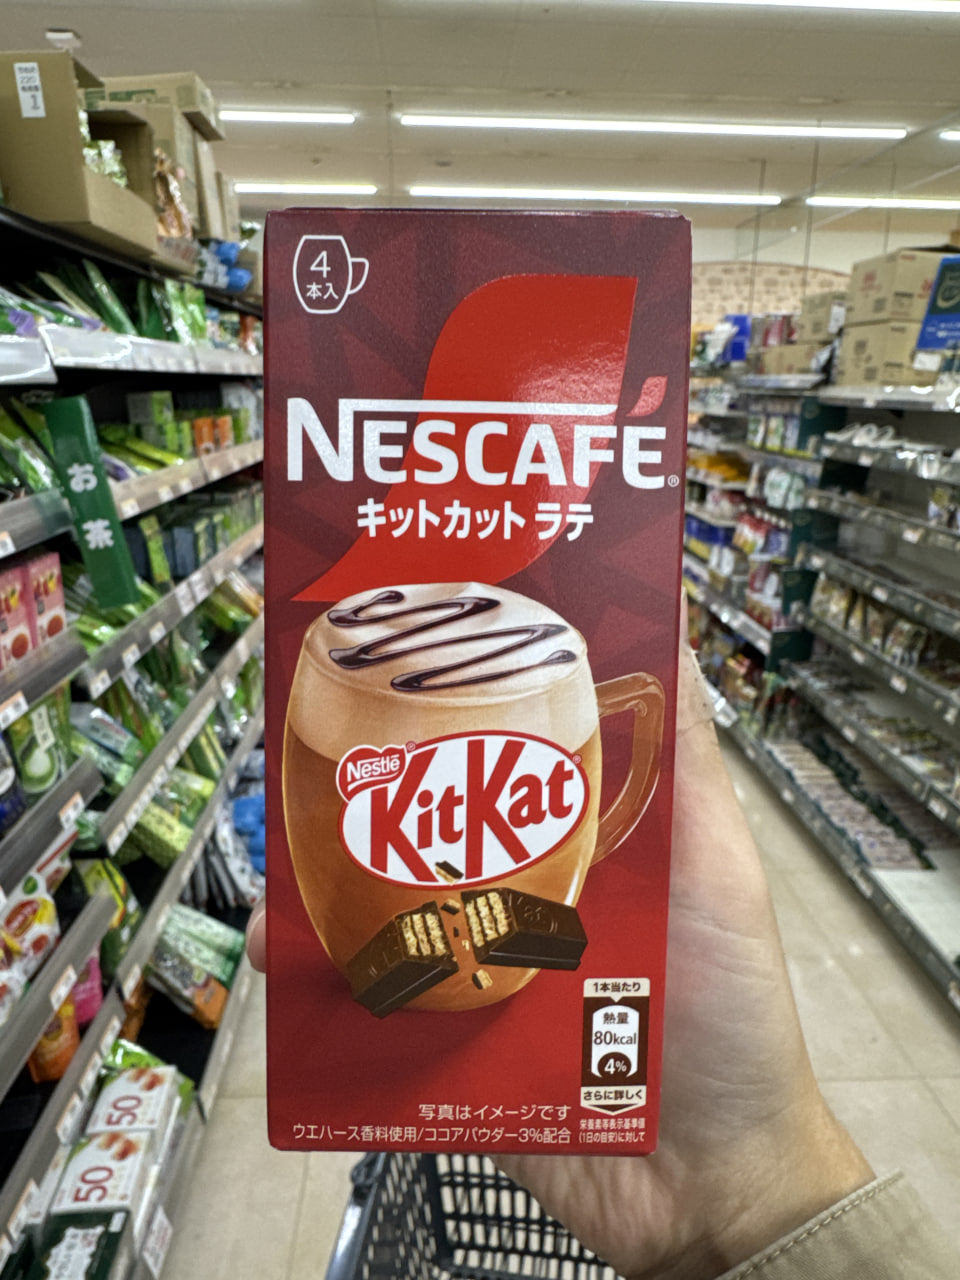 4
本入
NESCAFÉ®
キットカット ラテ
Nestlé®
KitKat®
1本当たり
熱量
80kcal
4%
さらに詳しく
栄養素等表示基準値
(1日の目安)に対して
写真はイメージです
ウエハース香料使用/ココアパウダー3%配合
お茶
50
50